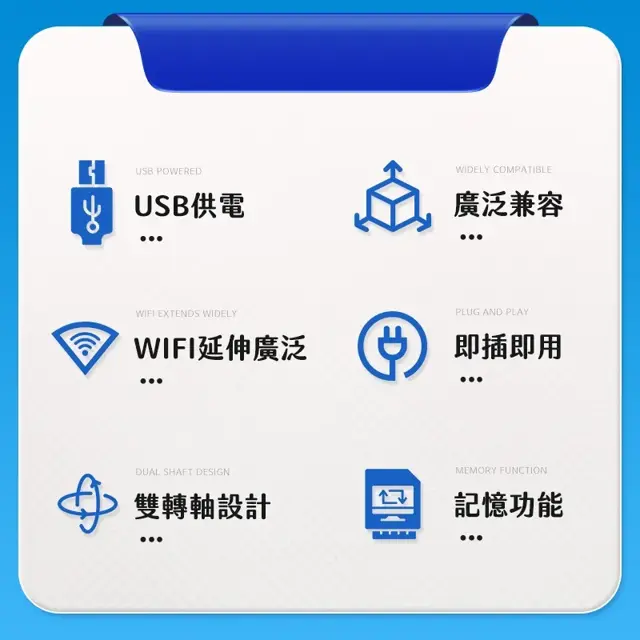 USB POWERED
USB供電
•••
WIDELY COMPATIBLE
廣泛兼容
•••
WIFI EXTENDS WIDELY
WIFI延伸廣泛
•••
PLUG AND PLAY
即插即用
•••
DUAL SHAFT DESIGN
雙轉軸設計
•••
MEMORY FUNCTION
記憶功能
•••